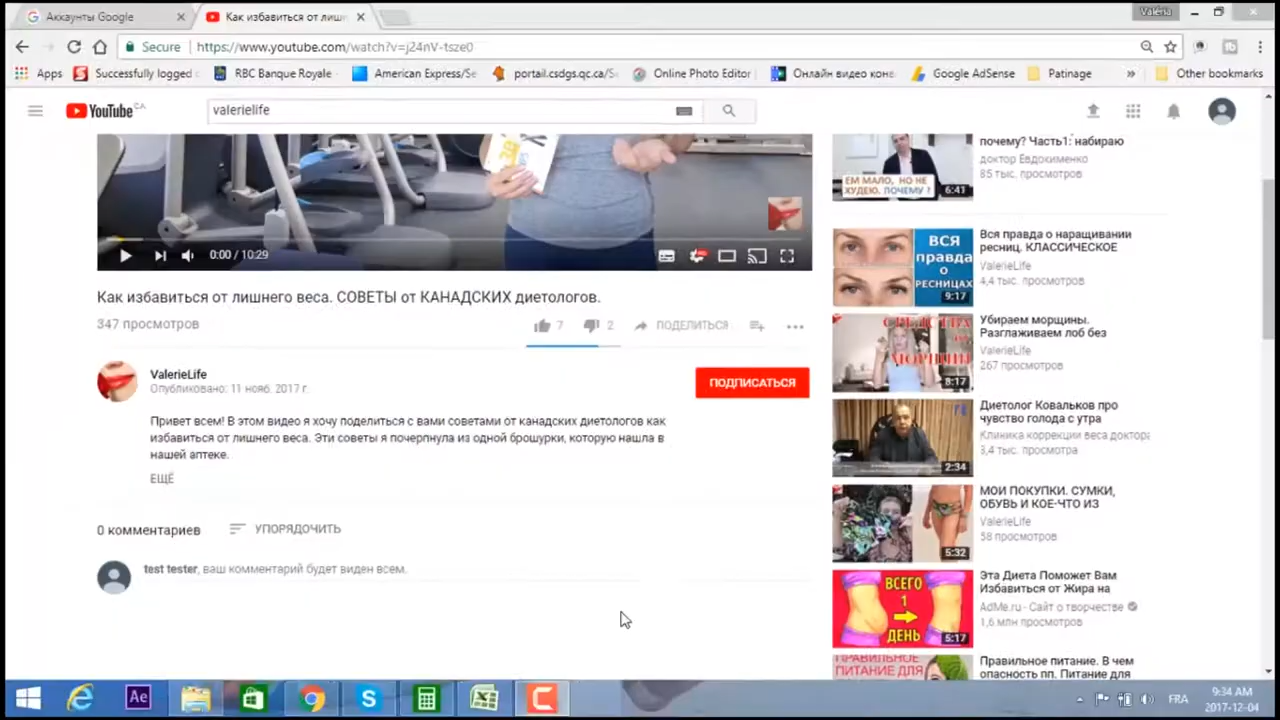 Аккаунты Google
Как избавиться от лиш
Valéria
Secure
https://www.youtube.com/watch?v=j24nV-tsze0
Apps
Successfully logged
RBC Banque Royale
American Express/Se
portail.csdgs.qc.ca/S
Online Photo Editor
Онлайн видео кон
Google AdSense
Patinage
»
Other bookmarks
YouTube CA
valerielife
0:00 / 10:29
Как избавиться от лишнего веса. СОВЕТЫ от КАНАДСКИХ диетологов.
347 просмотров
7
2
ПОДЕЛИТЬСЯ
ValerieLife
Опубликовано: 11 нояб. 2017 г.
ПОДПИСАТЬСЯ
Привет всем! В этом видео я хочу поделиться с вами советами от канадских диетологов как
избавиться от лишнего веса. Эти советы я почерпнула из одной брошурки, которую нашла в
нашей аптеке.
ЕЩЁ
0 комментариев
УПОРЯДОЧИТЬ
test tester, ваш комментарий будет виден всем.
ЕМ МАЛО, НО НЕ
ХУДЕЮ. ПОЧЕМУ ?
6:41
почему? Часть1: набираю
доктор Евдокименко
85 тыс. просмотров
ВСЯ
правда
о
РЕСНИЦАХ
9:17
Вся правда о наращивании
ресниц. КЛАССИЧЕСКОЕ
ValerieLife
4,4 тыс. просмотров
СРЕДСТВА
от
МОРЩИН
8:17
Убираем морщины.
Разглаживаем лоб без
ValerieLife
267 просмотров
2:34
Диетолог Ковальков про
чувство голода с утра
Клиника коррекции веса доктора
3,4 тыс. просмотра
5:32
МОИ ПОКУПКИ. СУМКИ,
ОБУВЬ И КОЕ-ЧТО ИЗ
ValerieLife
58 просмотров
ВСЕГО
1
ДЕНЬ
5:17
Эта Диета Поможет Вам
Избавиться от Жира на
AdMe.ru - Сайт о творчестве
1,6 млн просмотров
ПРАВИЛЬНОЕ
ПИТАНИЕ ДЛЯ
Правильное питание. В чем
опасность пп. Питание для
Ae
FRA
9:34 AM
2017-12-04